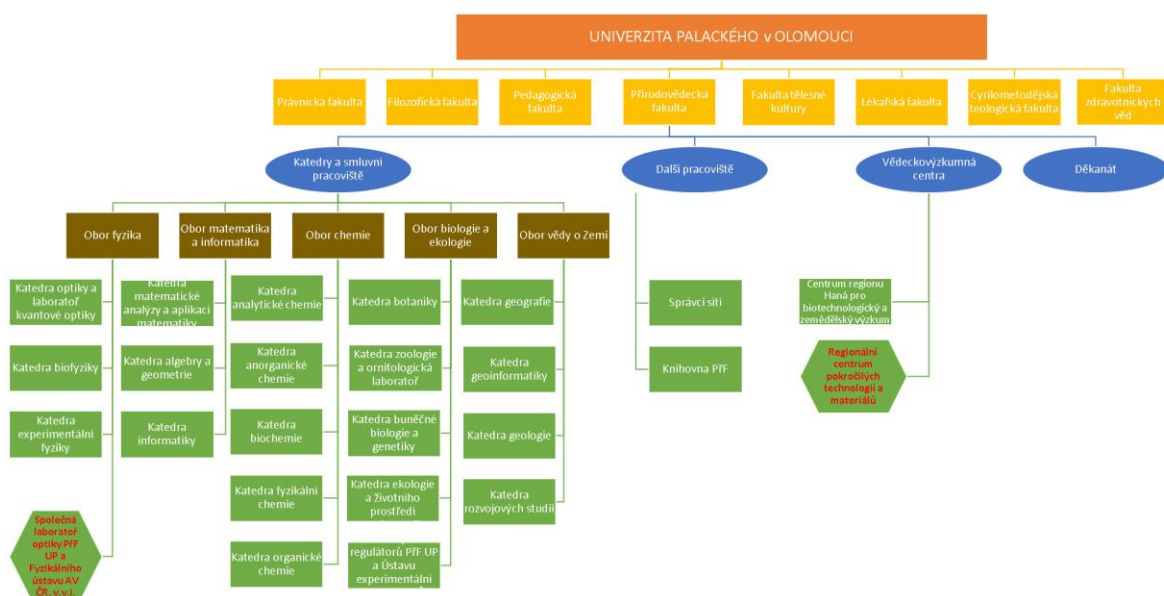 UNIVERZITA PALACKÉHO v OLOMOUCI
Právnická fakulta
Filozofická fakulta
Pedagogická
fakulta
Přírodovědecká
fakulta
Fakulta tělesné
kultury
Lékařská fakulta
Cyrilometodějská
teologická fakulta
Fakulta
zdravotnických
věd
Katedry a smluvní
pracoviště
Další pracoviště
Vědeckovýzkumná
centra
Děkanát
Obor fyzika
Obor matematika
a informatika
Obor chemie
Obor biologie a
ekologie
Obor vědy o Zemi
Katedra optiky a
laboratoř
kvantové optiky
Katedra
matematické
analýzy a aplikací
matematiky
Katedra
analytické chemie
Katedra botaniky
Katedra geografie
Správci sítí
Centrum regionu
Haná pro
biotechnologický a
zemědělský výzkum
Katedra biofyziky
Katedra algebry a
geometrie
Katedra
anorganické
chemie
Katedra zoologie
a ornitologická
laboratoř
Katedra
geoinformatiky
Knihovna PřF
Regionální
centrum
pokročilých
technologií a
materiálů
Katedra
experimentální
fyziky
Katedra
informatiky
Katedra
biochemie
Katedra buněčné
biologie a
genetiky
Katedra geologie
Katedra fyzikální
chemie
Katedra ekologie
a životního
prostředí
Katedra
rozvojových studií
Společná
laboratoř
optiky PřF
UP a
Fyzikálního
ústavu AV
ČR, v.v.i.
Katedra organické
chemie
regulátorů PřF UP
a Ústavu
experimentální